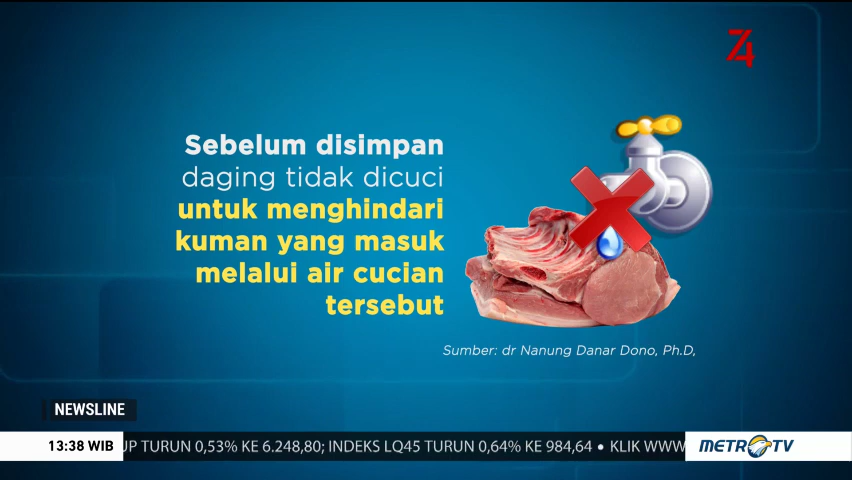 Z4
Sebelum disimpan
daging tidak dicuci
untuk menghindari
kuman yang masuk
melalui air cucian
tersebut
Sumber: dr Nanung Danar Dono, Ph.D,
NEWSLINE
13:38 WIB
UP TURUN 0,53% KE 6.248,80; INDEKS LQ45 TURUN 0,64% KE 984,64 • KLIK WWW
METRO TV